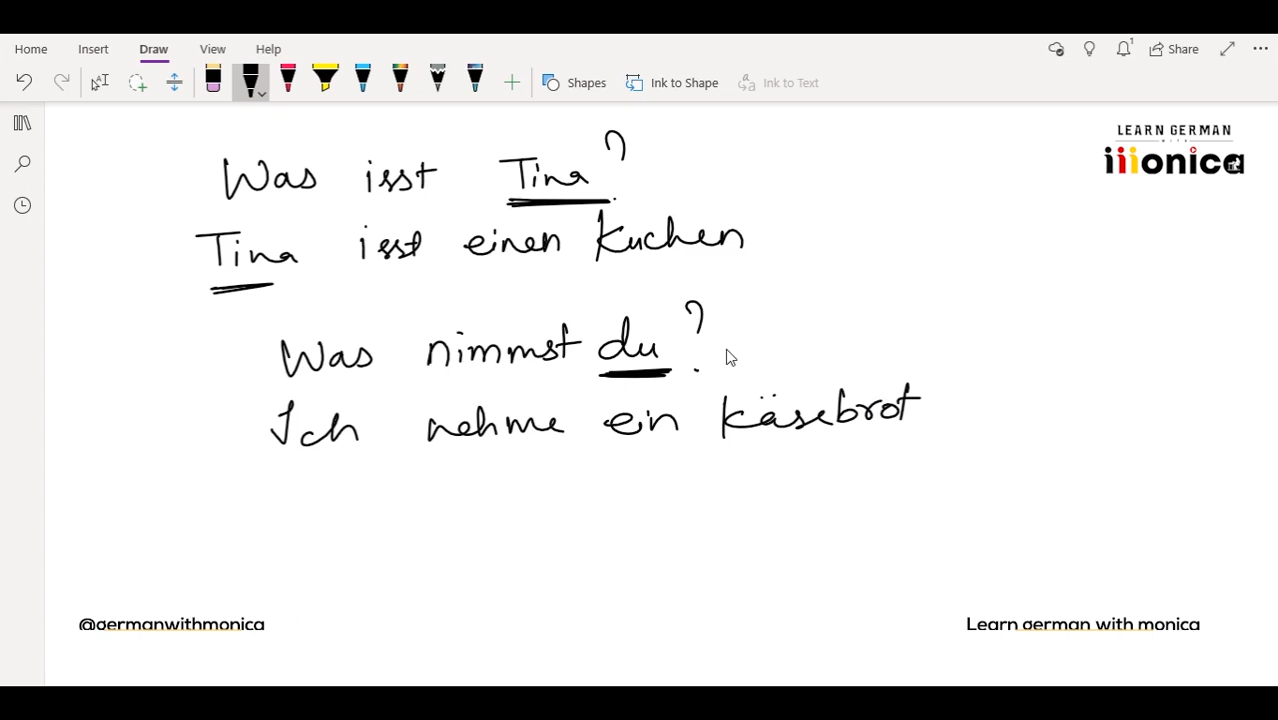 Home Insert Draw View Help
1
Share
Shapes Ink to Shape Ink to Text
LEARN GERMAN
monica
Was isst Tina?
Tina isst einen Kuchen
Was nimmst du?
Ich nehme ein Käsebrot
@germanwithmonica
Learn german with monica